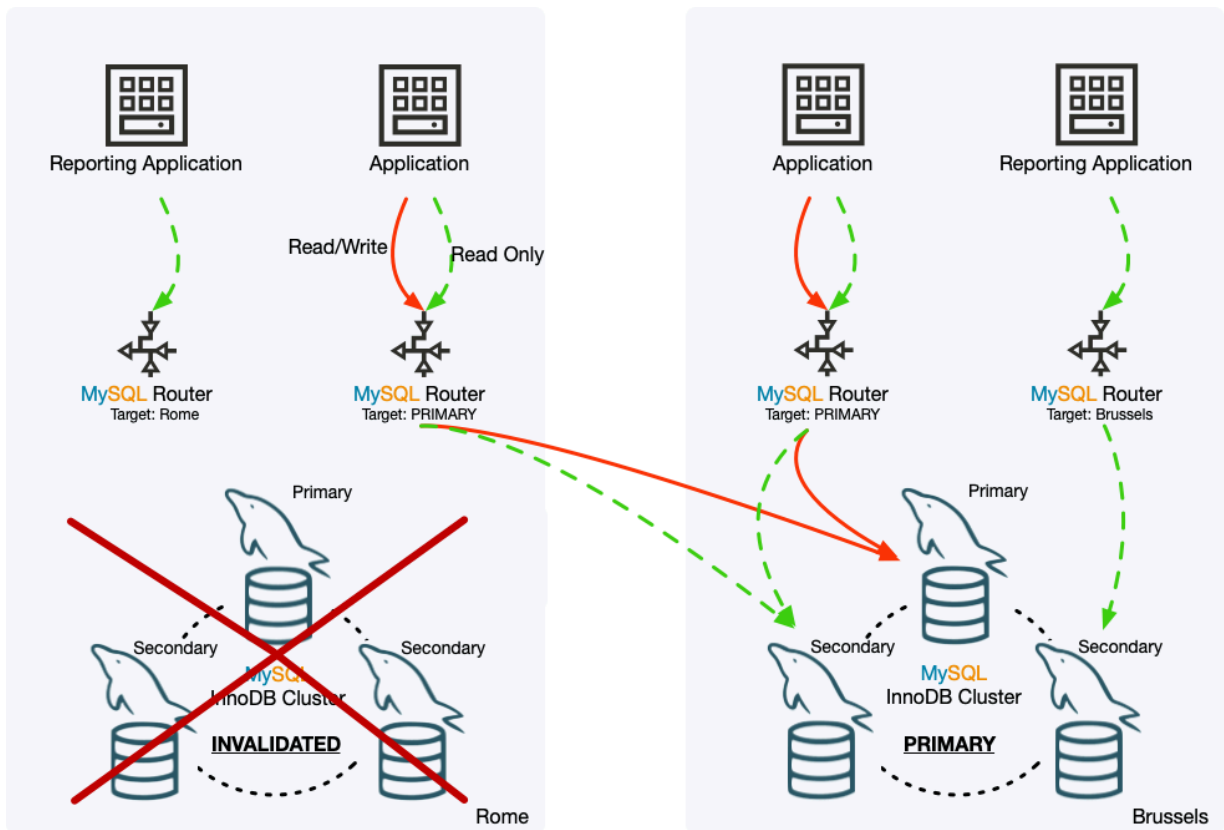 Reporting Application
Application
Application
Reporting Application
Read/Write
Read Only
MySQL Router
Target: Rome
MySQL Router
Target: PRIMARY
MySQL Router
Target: PRIMARY
MySQL Router
Target: Brussels
Primary
Secondary
Secondary
MySQL
InnoDB Cluster
INVALIDATED
Rome
Primary
Secondary
Secondary
MySQL
InnoDB Cluster
PRIMARY
Brussels